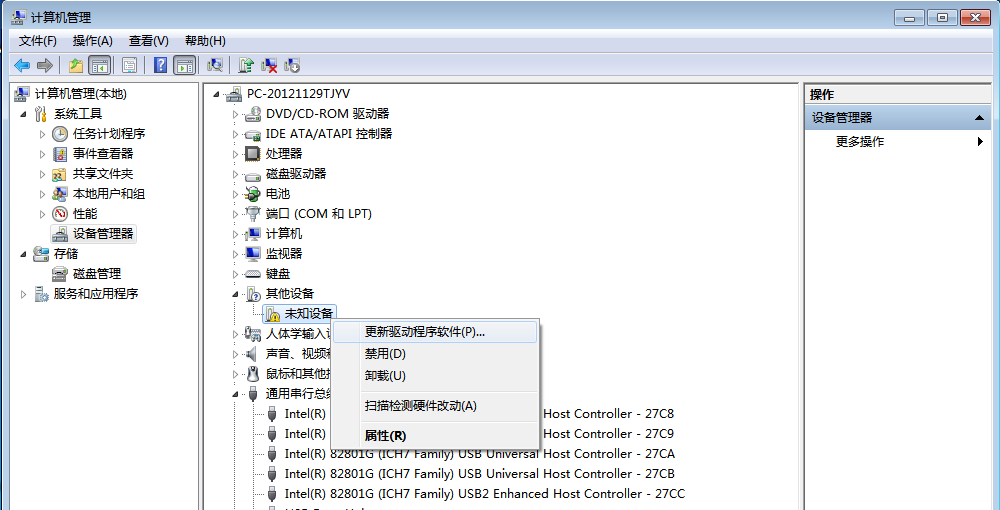 计算机管理
文件(F) 操作(A) 查看(V) 帮助(H)
计算机管理(本地)
系统工具
任务计划程序
事件查看器
共享文件夹
本地用户和组
性能
设备管理器
存储
磁盘管理
服务和应用程序
PC-20121129TJYV
DVD/CD-ROM 驱动器
IDE ATA/ATAPI 控制器
处理器
磁盘驱动器
电池
端口 (COM 和 LPT)
计算机
监视器
键盘
其他设备
未知设备
人体学输入
声音、视频
鼠标和其他
通用串行总
Intel(R) Host Controller - 27C8
Intel(R) Host Controller - 27C9
Intel(R) 82801G (ICH7 Family) USB Universal Host Controller - 27CA
Intel(R) 82801G (ICH7 Family) USB Universal Host Controller - 27CB
Intel(R) 82801G (ICH7 Family) USB2 Enhanced Host Controller - 27CC
更新驱动程序软件(P)...
禁用(D)
卸载(U)
扫描检测硬件改动(A)
属性(R)
操作
设备管理器
更多操作